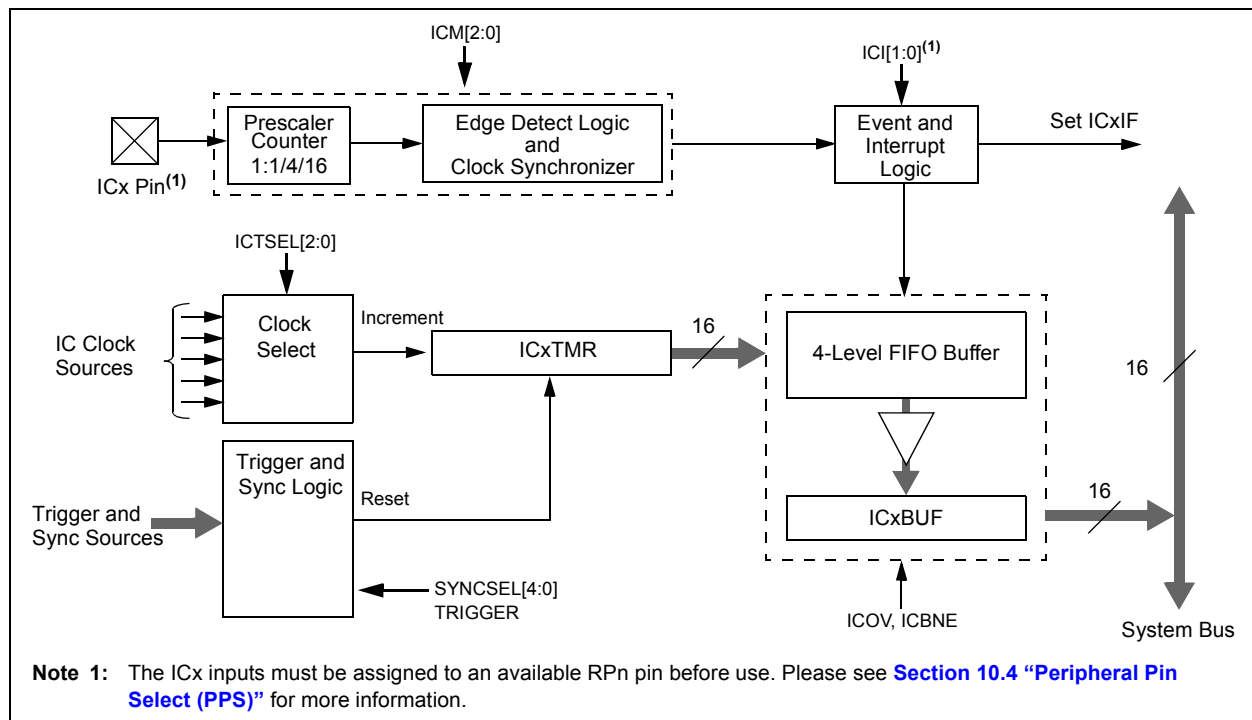 ICM[2:0]
ICI[1:0](1)
Prescaler
Counter
1:1/4/16
Edge Detect Logic
and
Clock Synchronizer
Event and
Interrupt
Logic
Set ICxIF
ICx Pin(1)
ICTSEL[2:0]
IC Clock
Sources
Clock
Select
Increment
ICxTMR
16
4-Level FIFO Buffer
16
Trigger and
Sync Logic
Reset
Trigger and
Sync Sources
ICxBUF
16
SYNCSEL[4:0]
TRIGGER
ICOV, ICBNE
System Bus
Note 1: The ICx inputs must be assigned to an available RPn pin before use. Please see Section 10.4 “Peripheral Pin
Select (PPS)” for more information.